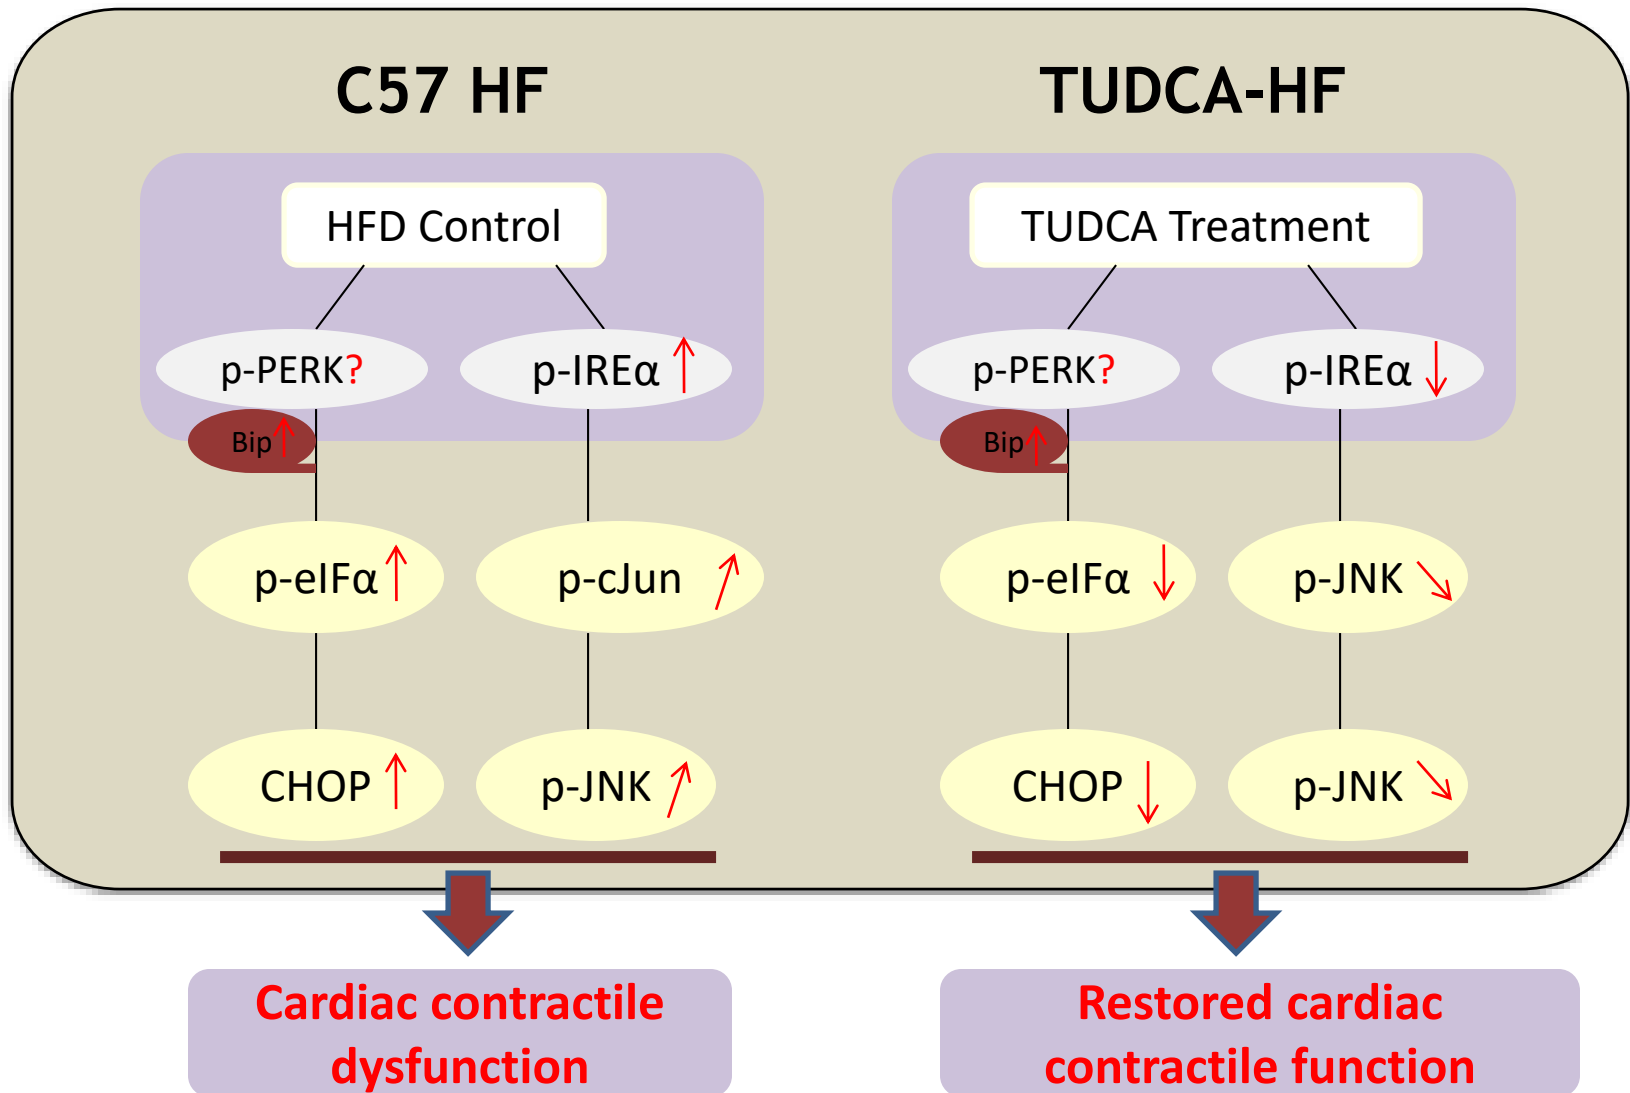 C57 HF
TUDCA-HF
HFD Control
TUDCA Treatment
p-PERK?
p-IREα
p-PERK?
p-IREα
Bip
Bip
p-eIFα
p-cJun
p-eIFα
p-JNK
CHOP
p-JNK
CHOP
p-JNK
Cardiac contractile
dysfunction
Restored cardiac
contractile function